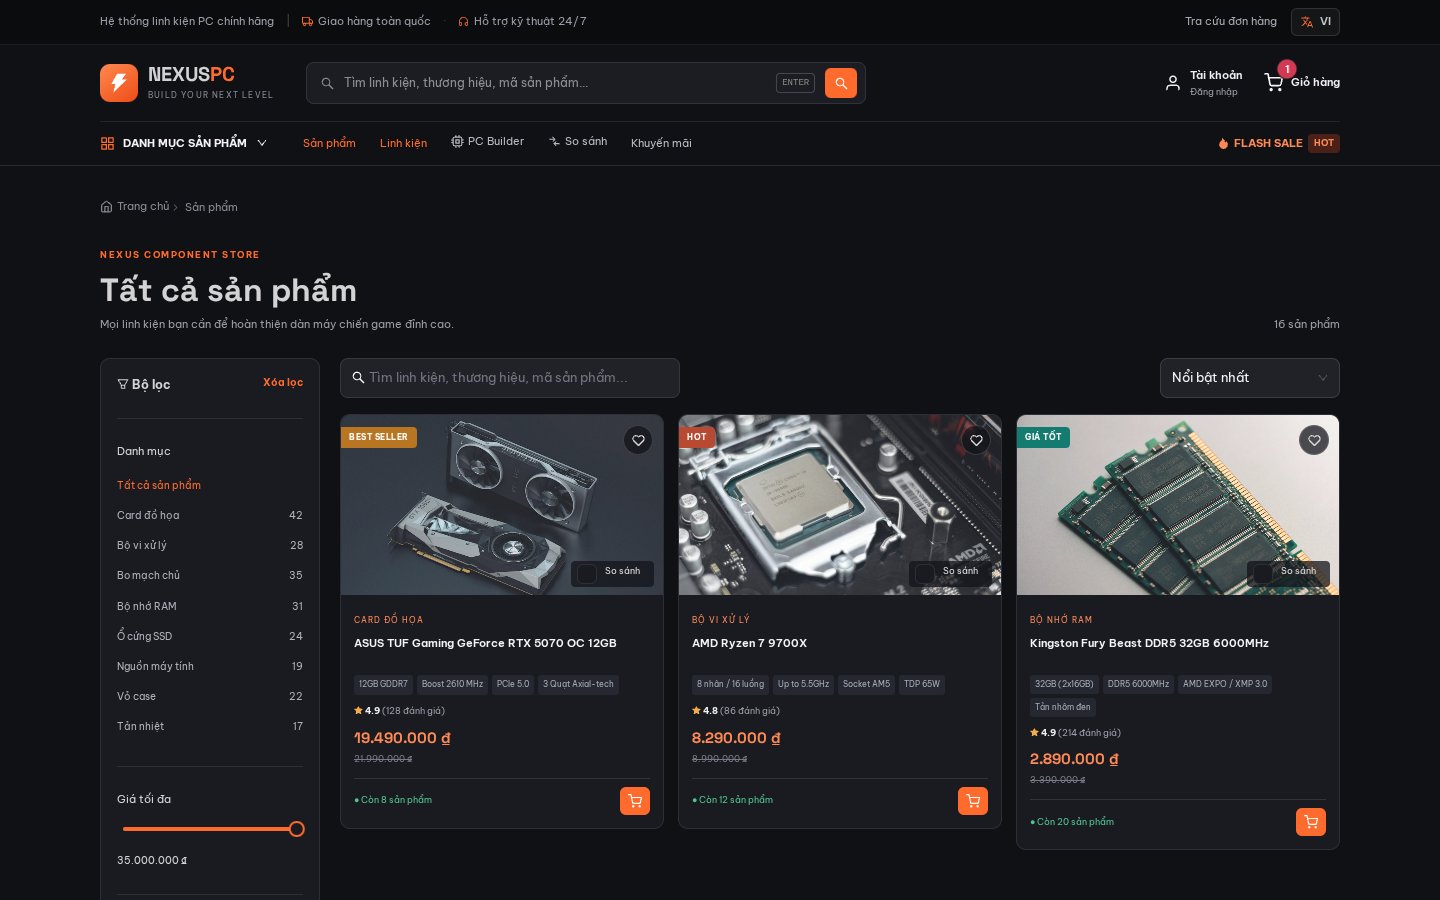 Hệ thống linh kiện PC chính hãng
Giao hàng toàn quốc
Hỗ trợ kỹ thuật 24/7
Tra cứu đơn hàng
VI
NEXUSPC
BUILD YOUR NEXT LEVEL
Tìm linh kiện, thương hiệu, mã sản phẩm...
ENTER
Tài khoản
Đăng nhập
1
Giỏ hàng
DANH MỤC SẢN PHẨM
Sản phẩm
Linh kiện
PC Builder
So sánh
Khuyến mãi
FLASH SALE
HOT
Trang chủ
Sản phẩm
NEXUS COMPONENT STORE
Tất cả sản phẩm
Mọi linh kiện bạn cần để hoàn thiện dàn máy chiến game đỉnh cao.
16 sản phẩm
Bộ lọc
Xóa lọc
Danh mục
Tất cả sản phẩm
Card đồ họa 42
Bộ vi xử lý 28
Bo mạch chủ 35
Bộ nhớ RAM 31
Ổ cứng SSD 24
Nguồn máy tính 19
Vỏ case 22
Tản nhiệt 17
Giá tối đa
35.000.000 ₫
Tìm linh kiện, thương hiệu, mã sản phẩm...
Nổi bật nhất
BEST SELLER
So sánh
CARD ĐỒ HỌA
ASUS TUF Gaming GeForce RTX 5070 OC 12GB
12GB GDDR7
Boost 2610 MHz
PCIe 5.0
3 Quạt Axial-tech
4.9 (128 đánh giá)
19.490.000 ₫
21.990.000 ₫
Còn 8 sản phẩm
HOT
AMD
So sánh
BỘ VI XỬ LÝ
AMD Ryzen 7 9700X
8 nhân / 16 luồng
Up to 5.5GHz
Socket AM5
TDP 65W
4.8 (86 đánh giá)
8.290.000 ₫
8.990.000 ₫
Còn 12 sản phẩm
GIÁ TỐT
So sánh
BỘ NHỚ RAM
Kingston Fury Beast DDR5 32GB 6000MHz
32GB (2x16GB)
DDR5 6000MHz
AMD EXPO / XMP 3.0
Tản nhôm đen
4.9 (214 đánh giá)
2.890.000 ₫
3.390.000 ₫
Còn 20 sản phẩm